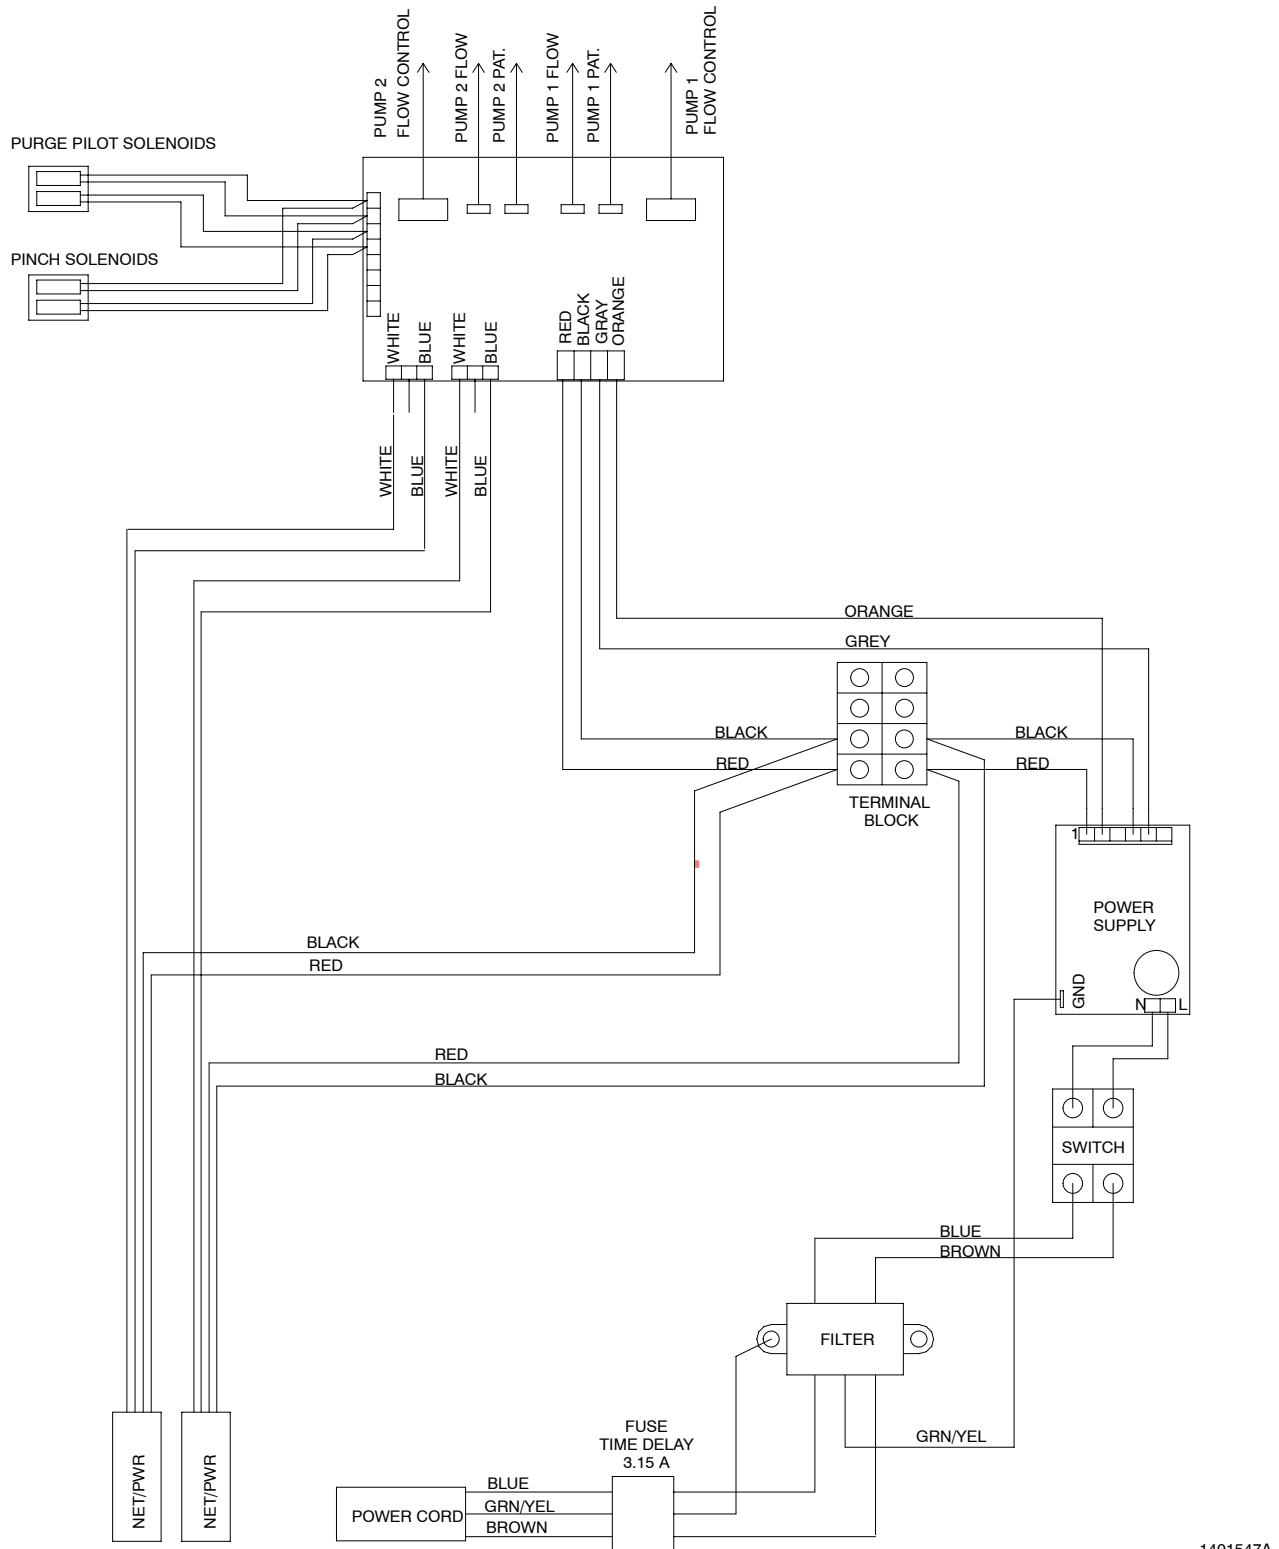 PUMP 2
FLOW CONTROL
PUMP 2 FLOW
PUMP 2 PAT.
PUMP 1 FLOW
PUMP 1 PAT.
PUMP 1
FLOW CONTROL
PURGE PILOT SOLENOIDS
PINCH SOLENOIDS
WHITE
BLUE
WHITE
BLUE
RED
BLACK
GRAY
ORANGE
WHITE
BLUE
WHITE
BLUE
ORANGE
GREY
BLACK
BLACK
RED
RED
TERMINAL
BLOCK
1
POWER
SUPPLY
GND
N
L
BLACK
RED
RED
BLACK
SWITCH
BLUE
BROWN
FILTER
GRN/YEL
FUSE
TIME DELAY
3.15 A
NET/PWR
NET/PWR
POWER CORD
BLUE
GRN/YEL
BROWN
1401547A